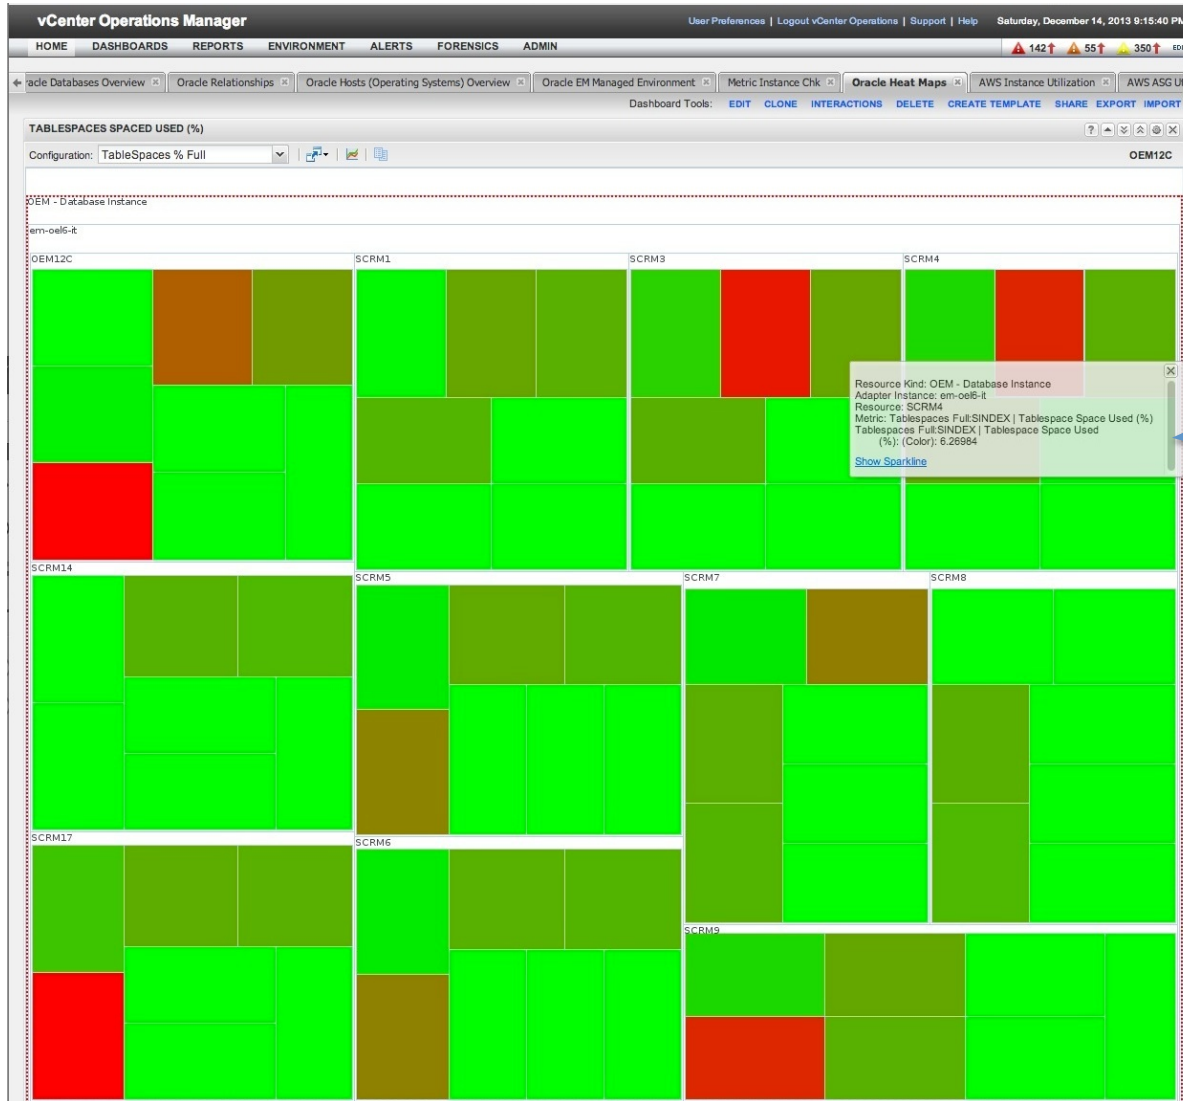 vCenter Operations Manager
User Preferences | Logout vCenter Operations | Support | Help Saturday, December 14, 2013 9:15:40 PM
HOME DASHBOARDS REPORTS ENVIRONMENT ALERTS FORENSICS ADMIN
142 55 350
racle Databases Overview Oracle Relationships Oracle Hosts (Operating Systems) Overview Oracle EM Managed Environment Metric Instance Chk Oracle Heat Maps AWS Instance Utilization AWS ASG Ut
Dashboard Tools: EDIT CLONE INTERACTIONS DELETE CREATE TEMPLATE SHARE EXPORT IMPORT
TABLESPACES SPACED USED (%)
Configuration: TableSpaces % Full OEM12C
OEM - Database Instance
em-oel6-it
OEM12C SCRM1 SCRM3 SCRM4
Resource Kind: OEM - Database Instance
Adapter Instance: em-oel6-it
Resource: SCRM4
Metric: Tablespaces Full:SINDEX | Tablespace Space Used (%)
Tablespaces Full:SINDEX | Tablespace Space Used
(%): (Color): 6.26984
Show Sparkline
SCRM14 SCRM5 SCRM7 SCRM8
SCRM17 SCRM6
SCRM9